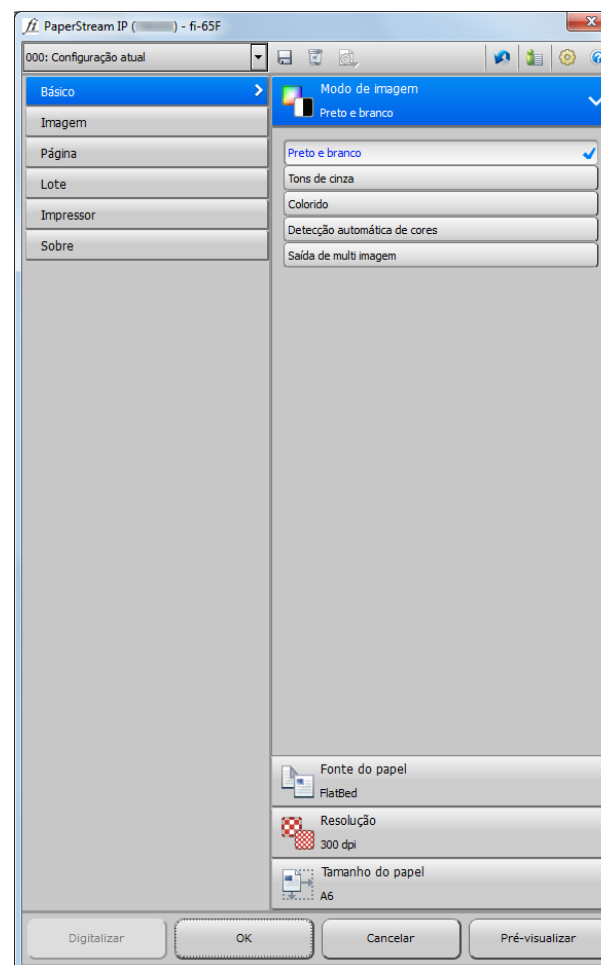 fi PaperStream IP ( ) - fi-65F
000: Configuração atual
Básico
Imagem
Página
Lote
Impressor
Sobre
Modo de imagem
Preto e branco
Preto e branco
Tons de cinza
Colorido
Detecção automática de cores
Saída de multi imagem
Fonte do papel
FlatBed
Resolução
300 dpi
Tamanho do papel
A6
Digitalizar
OK
Cancelar
Pré-visualizar